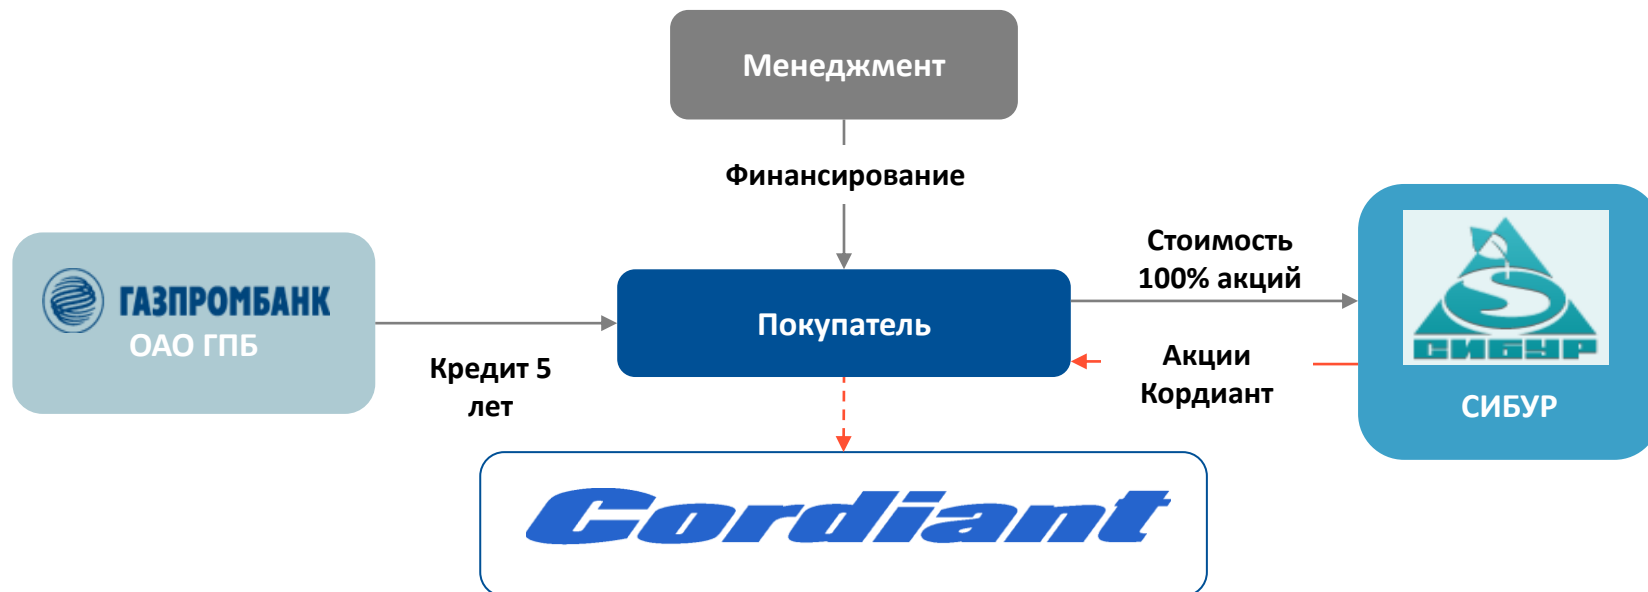 Менеджмент
Финансирование
ГАЗПРОМБАНК
ОАО ГПБ
Кредит 5
лет
Покупатель
Стоимость
100% акций
Акции
Кордиант
СИБУР
СИБУР
Cordiant